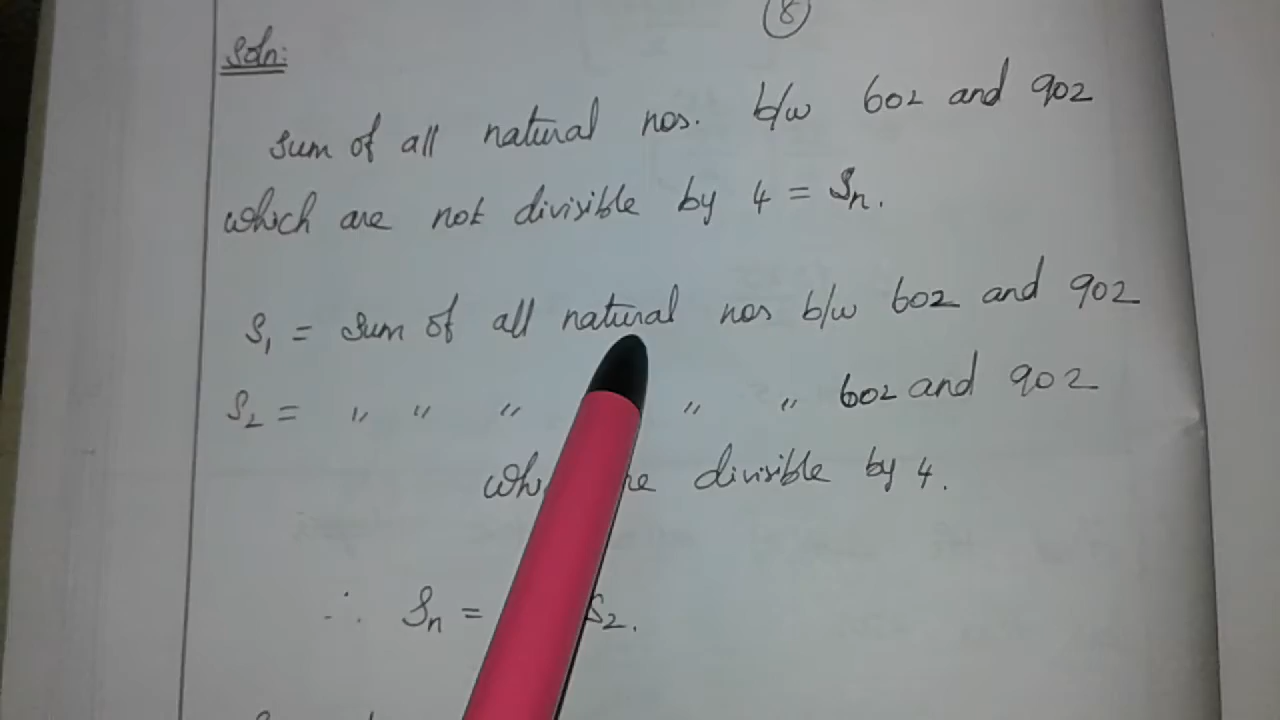 8
Soln:
Sum of all natural nos. b/w 602 and 902
which are not divisible by 4 = Sn.
S1 = Sum of all natural nos b/w 602 and 902
S2 = " " " " " 602 and 902
divisible by 4.
∴ Sn = S2.